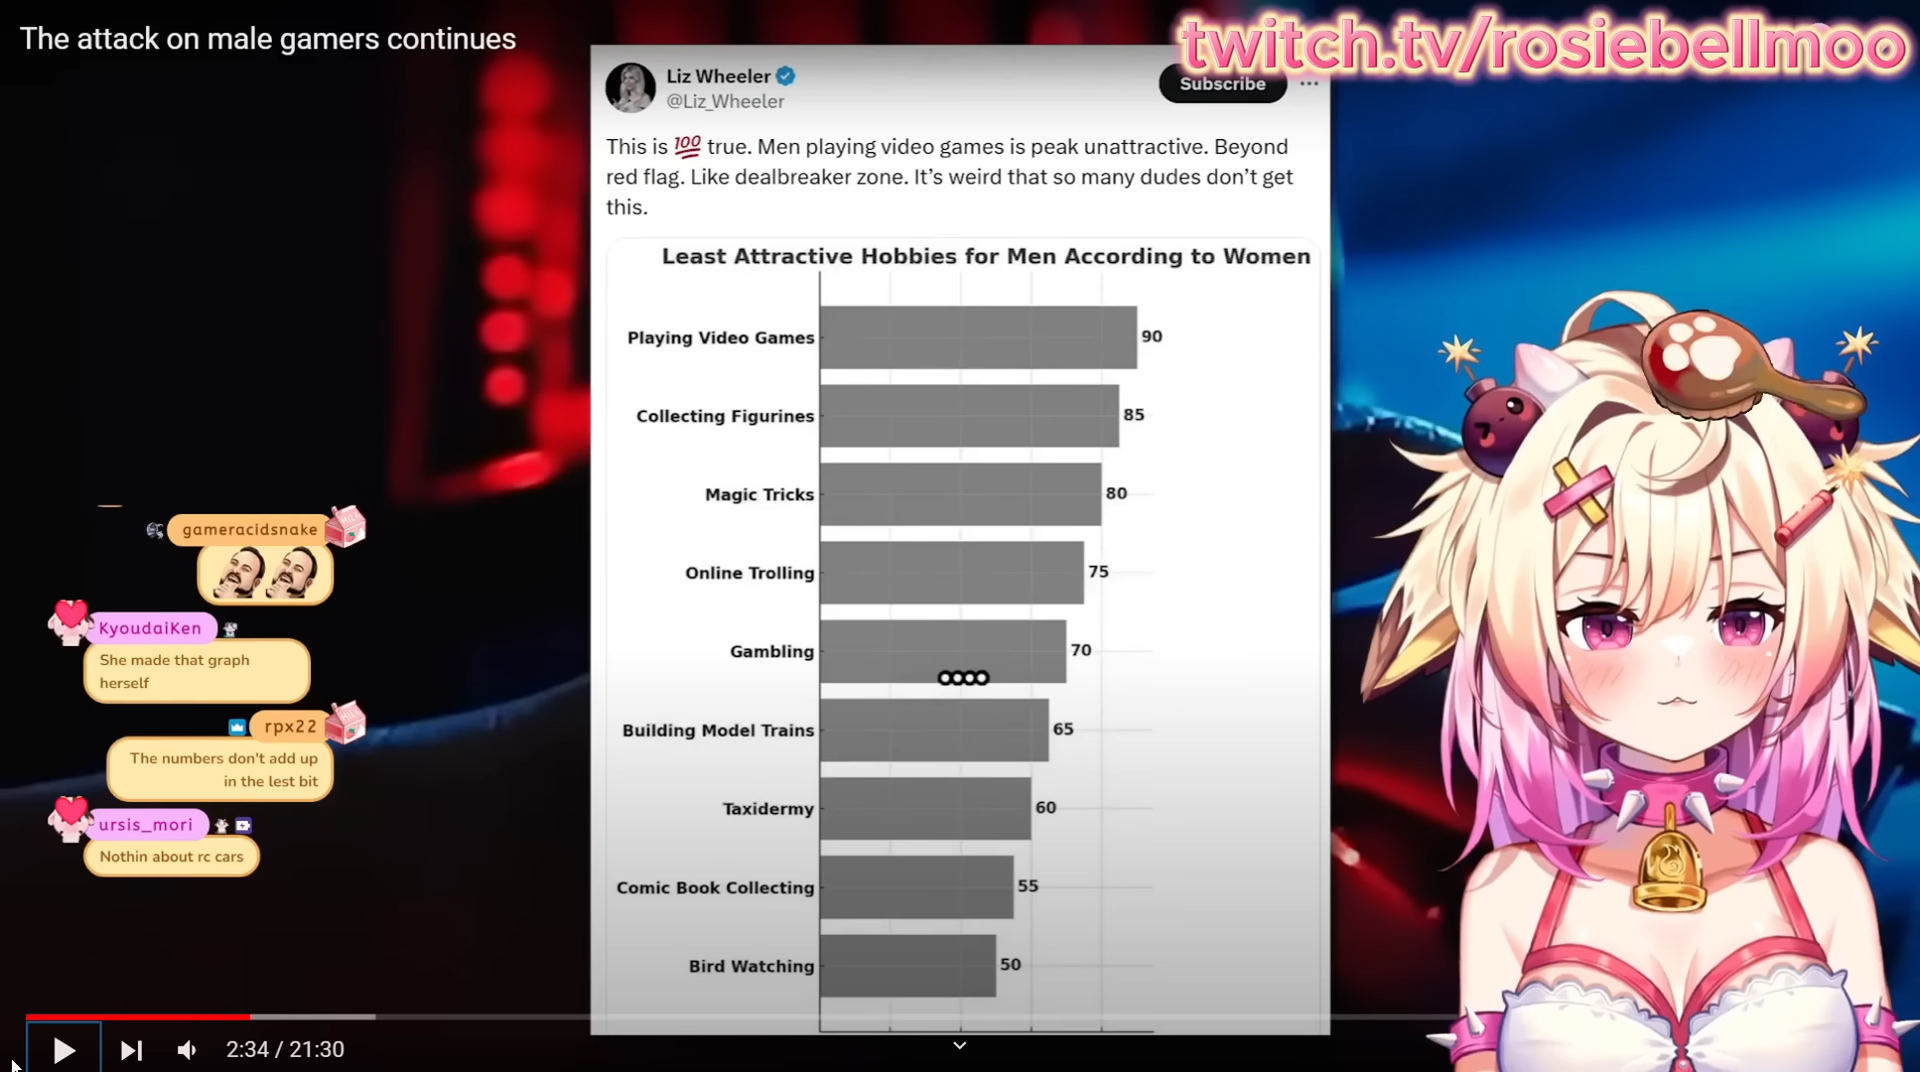 The attack on male gamers continues
twitch.tv/rosiebellmoo
Liz Wheeler
@Liz_Wheeler
Subscribe
This is 💯 true. Men playing video games is peak unattractive. Beyond
red flag. Like dealbreaker zone. It’s weird that so many dudes don’t get
this.
Least Attractive Hobbies for Men According to Women
Playing Video Games 90
Collecting Figurines 85
Magic Tricks 80
Online Trolling 75
Gambling 70
Building Model Trains 65
Taxidermy 60
Comic Book Collecting 55
Bird Watching 50
gameracidsnake
KyoudaiKen
She made that graph
herself
rpx22
The numbers don't add up
in the lest bit
ursis_mori
Nothin about rc cars
2:34 / 21:30